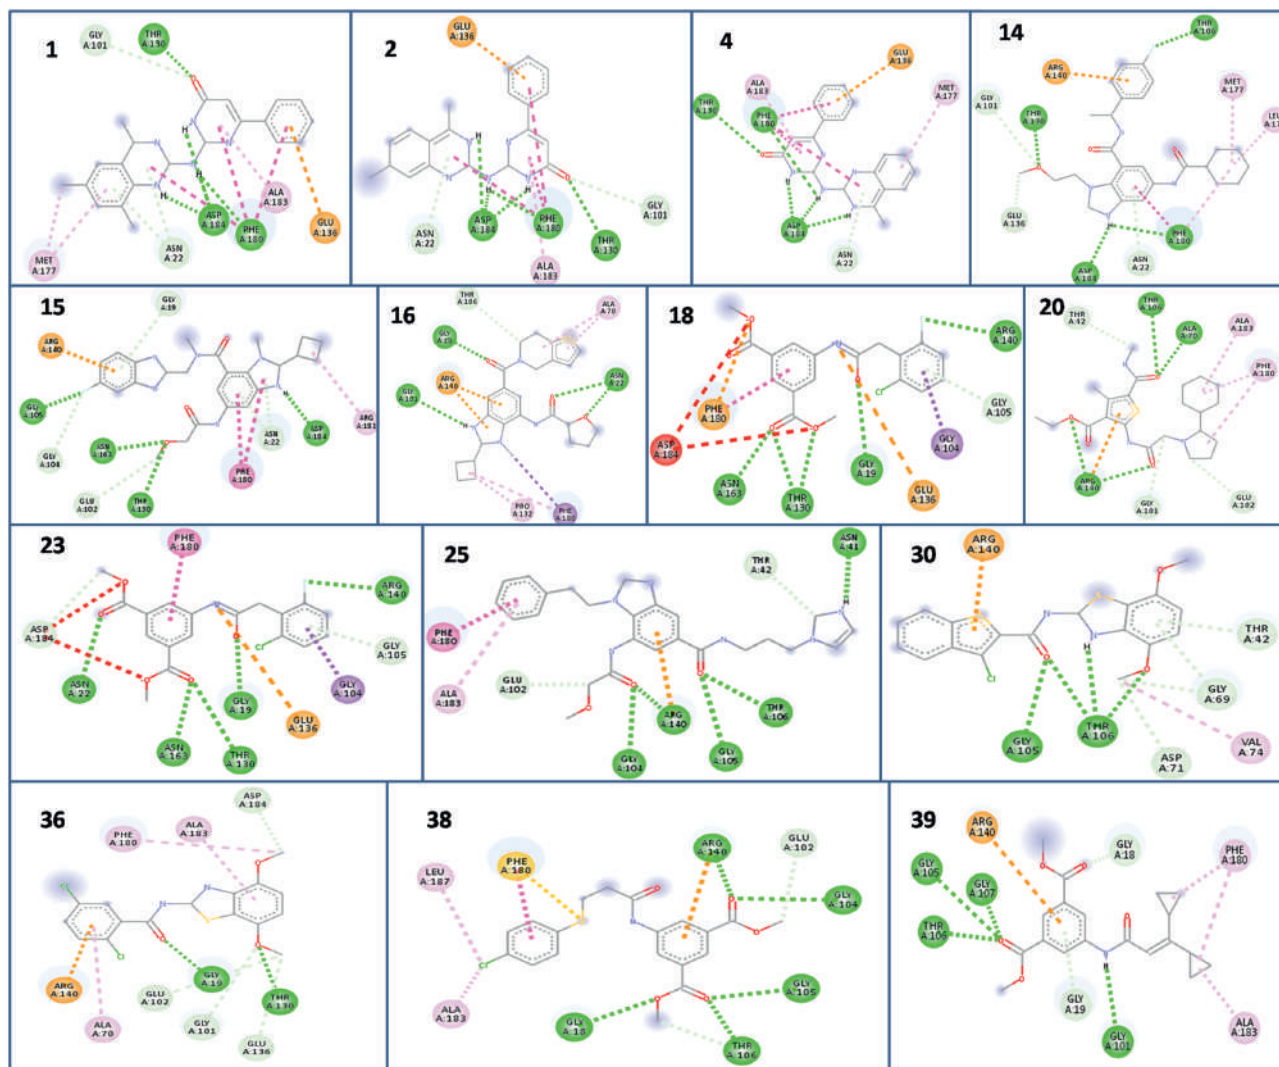 1
GLY
A:101
THR
A:130
H
H
H
ALA
A:183
ASP
A:184
PHE
A:180
GLU
A:136
MET
A:177
ASN
A:22
2
GLU
A:136
H
H
H
ASN
A:22
ASP
A:184
PHE
A:180
GLY
A:101
THR
A:130
ALA
A:183
4
GLU
A:136
ALA
A:183
MET
A:177
THR
A:130
PHE
A:180
H
H
H
ASP
A:184
ASN
A:22
14
THR
A:106
ARG
A:140
GLY
A:101
MET
A:177
THR
A:130
GLU
A:136
H
PHE
A:180
ASP
A:184
ASN
A:22
15
GLY
A:19
ARG
A:140
GLY
A:105
H
ASN
A:163
ASN
A:22
ASP
A:184
ARG
A:181
GLY
A:104
PHE
A:180
GLU
A:102
THR
A:130
16
THR
A:106
ALA
A:70
GLY
A:19
ARG
A:140
ASN
A:22
GLY
A:101
H
PRO
A:132
PHE
A:180
18
ARG
A:140
Cl
GLY
A:105
PHE
A:180
ASP
A:184
GLY
A:104
GLY
A:19
ASN
A:163
THR
A:130
GLU
A:136
20
THR
A:42
THR
A:106
ALA
A:70
ALA
A:183
PHE
A:180
ARG
A:140
GLY
A:101
GLU
A:102
23
PHE
A:180
ARG
A:140
ASP
A:184
Cl
GLY
A:105
ASN
A:22
GLY
A:19
GLY
A:104
GLU
A:136
ASN
A:163
THR
A:130
25
ASN
A:41
THR
A:42
H
PHE
A:180
GLU
A:102
ALA
A:183
ARG
A:140
THR
A:106
GLY
A:104
GLY
A:105
30
ARG
A:140
H
Cl
THR
A:42
GLY
A:69
GLY
A:105
THR
A:106
VAL
A:74
ASP
A:71
36
ASP
A:184
PHE
A:180
ALA
A:183
Cl
Cl
ARG
A:140
GLY
A:19
GLU
A:102
THR
A:130
ALA
A:70
GLY
A:101
GLU
A:136
38
PHE
A:180
ARG
A:140
GLU
A:102
LEU
A:187
GLY
A:104
Cl
ALA
A:183
GLY
A:18
GLY
A:105
THR
A:106
39
ARG
A:140
GLY
A:18
PHE
A:180
GLY
A:105
GLY
A:107
THR
A:106
H
GLY
A:19
GLY
A:101
ALA
A:183